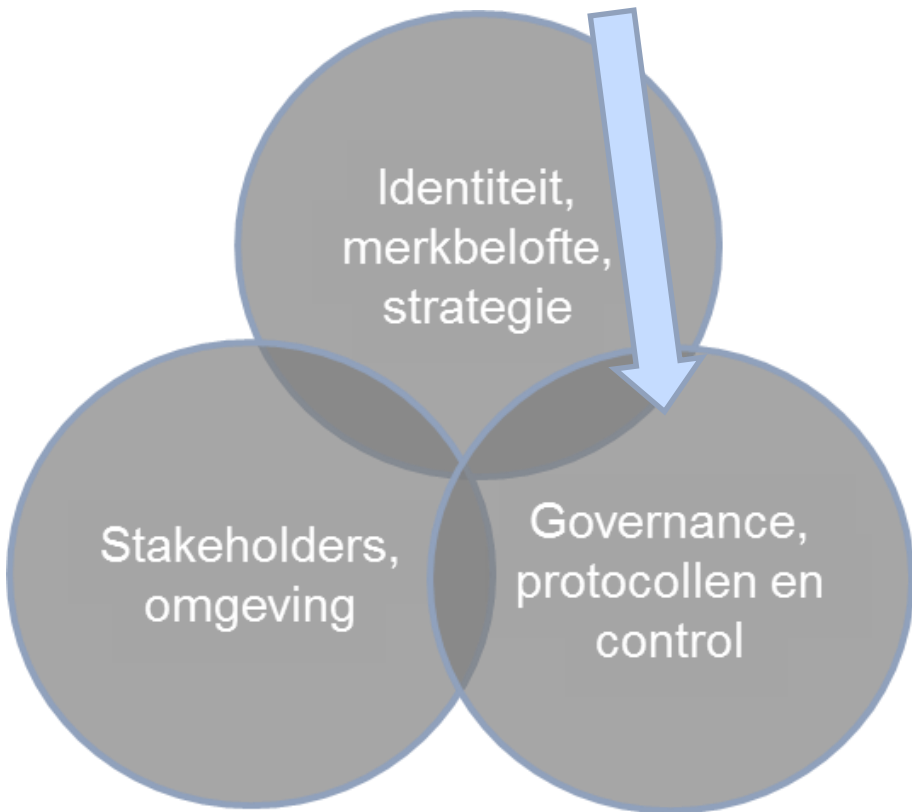 Identiteit,
merkbelofte,
strategie
Stakeholders,
omgeving
Governance,
protocollen en
control